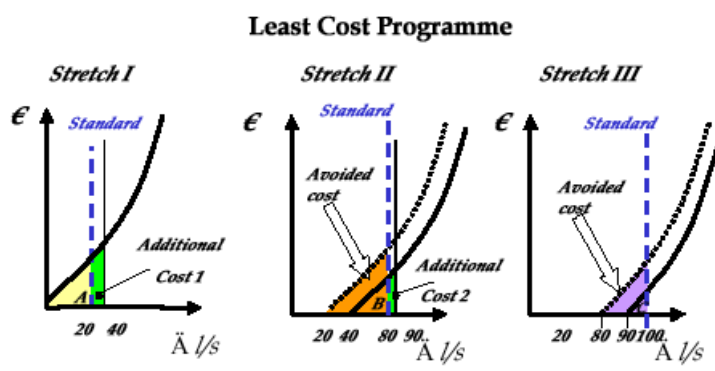 Least Cost Programme
Stretch I
Stretch II
Stretch III
€
Standard
A
Additional
Cost 1
20 40
Ä l/s
€
Standard
Avoided
cost
B
Additional
Cost 2
20 40 80 90..
Ä l/s
€
Standard
Avoided
cost
20 80 90 100..
Ä l/s